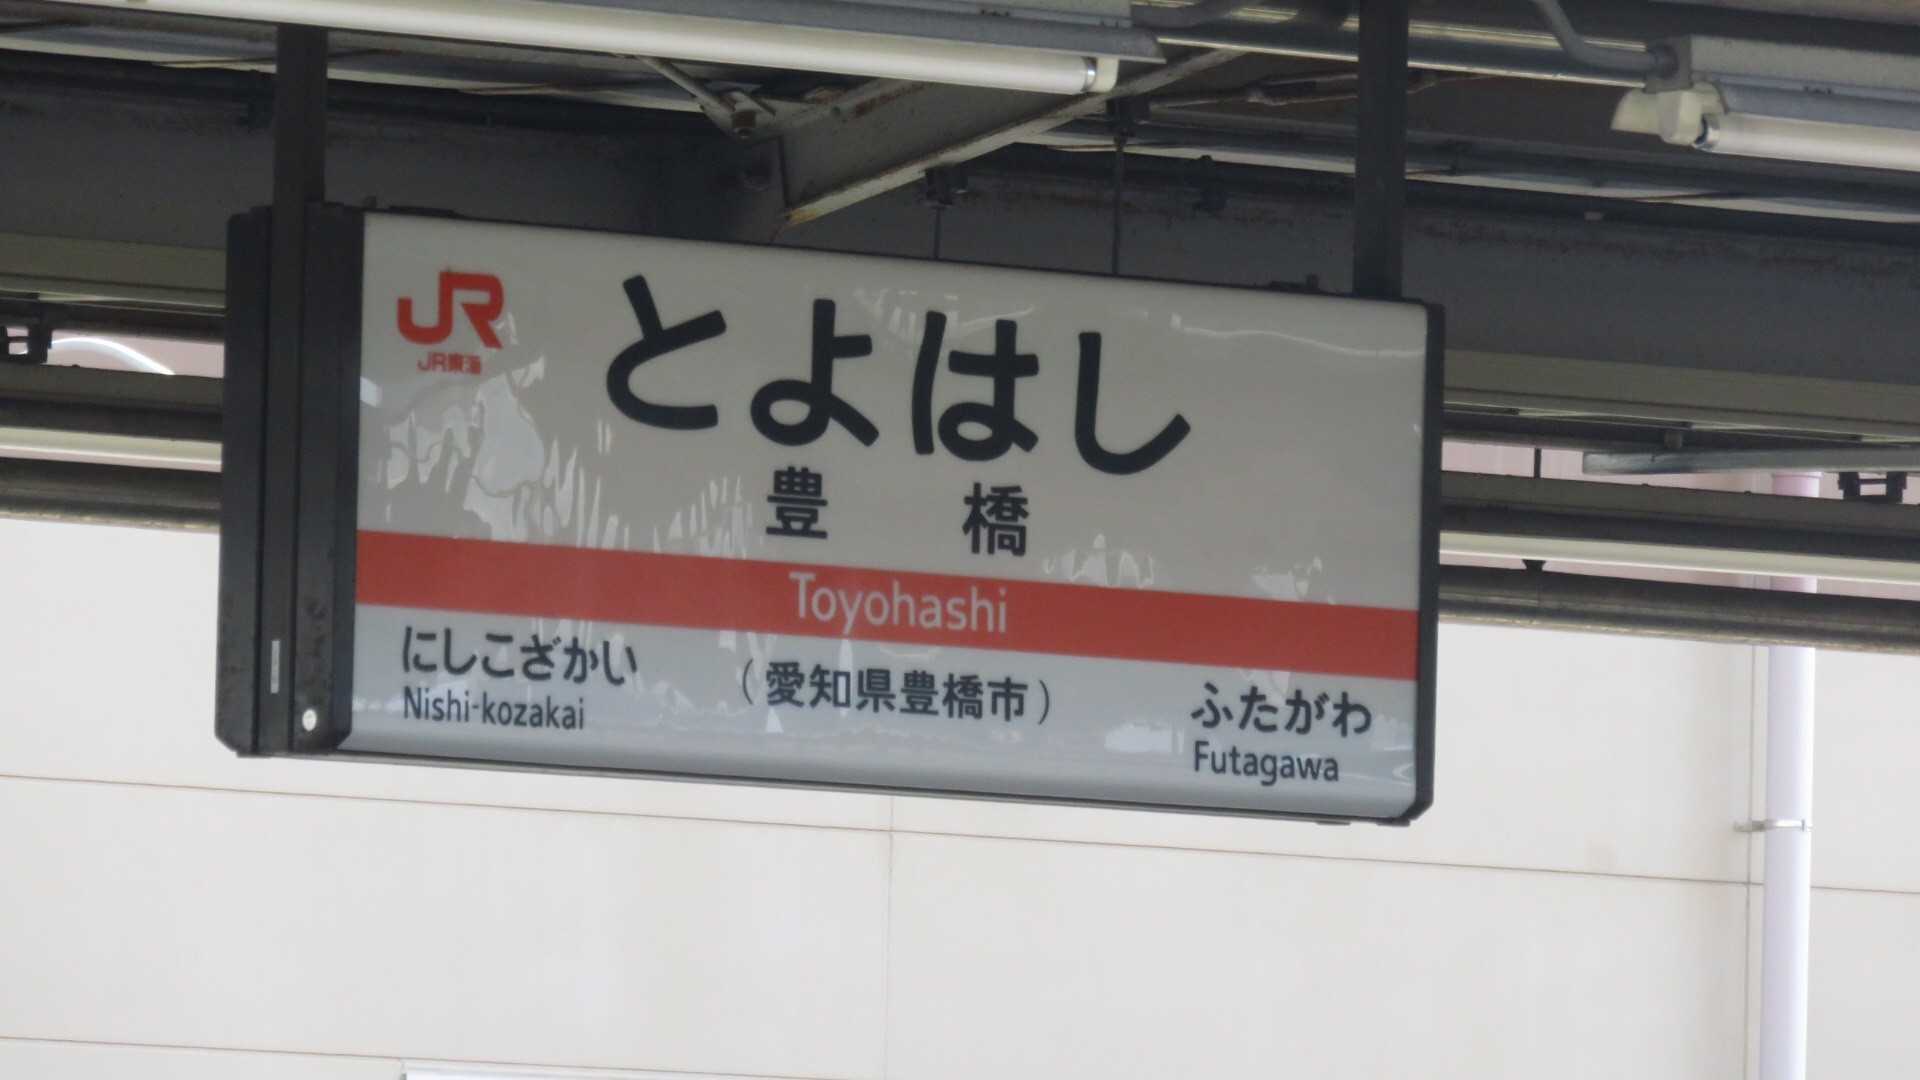 JR
JR東海
とよはし
豊橋
Toyohashi
にしこざかい
Nishi-kozakai
(愛知県豊橋市)
ふたがわ
Futagawa